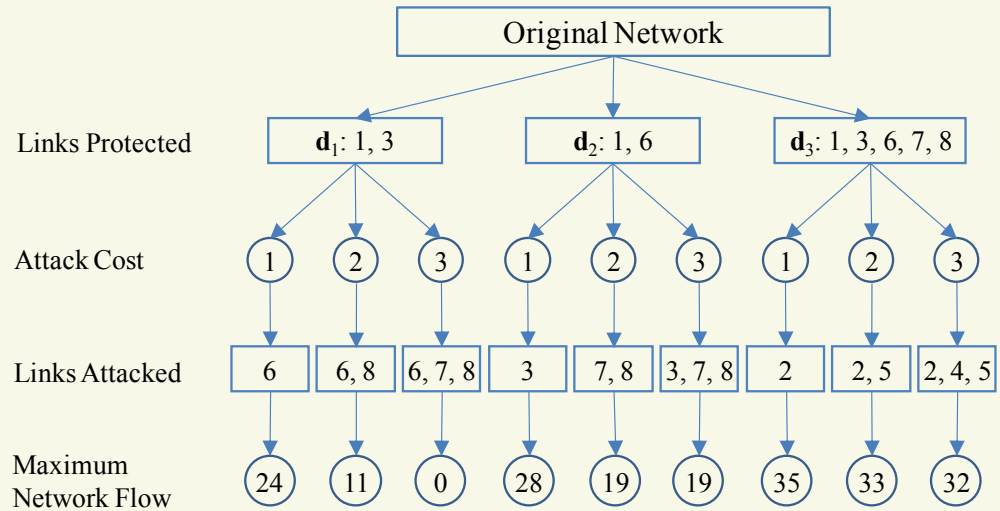 Original Network
Links Protected
d₁: 1, 3
d₂: 1, 6
d₃: 1, 3, 6, 7, 8
Attack Cost
1
2
3
1
2
3
1
2
3
Links Attacked
6
6, 8
6, 7, 8
3
7, 8
3, 7, 8
2
2, 5
2, 4, 5
Maximum
Network Flow
24
11
0
28
19
19
35
33
32